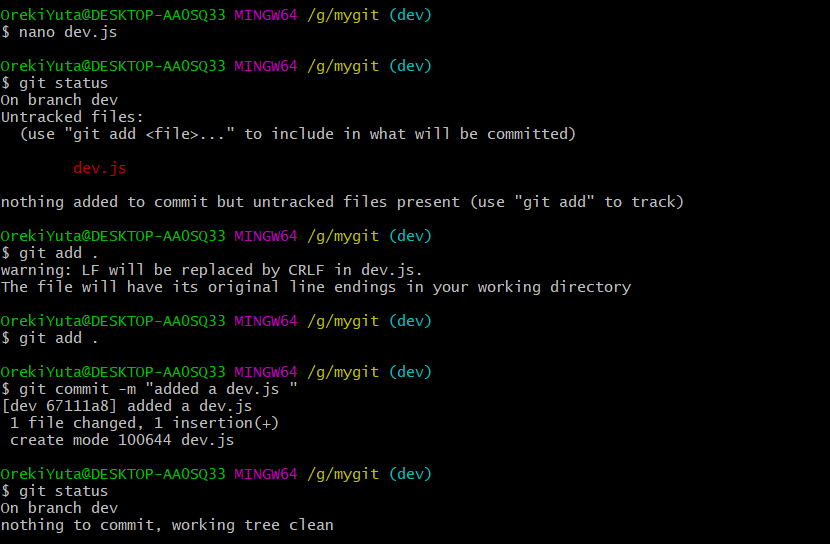 OrekiYuta@DESKTOP-AA0SQ33 MINGW64 /g/mygit (dev)
$ nano dev.js
OrekiYuta@DESKTOP-AA0SQ33 MINGW64 /g/mygit (dev)
$ git status
On branch dev
Untracked files:
  (use "git add <file>..." to include in what will be committed)
        dev.js
nothing added to commit but untracked files present (use "git add" to track)
OrekiYuta@DESKTOP-AA0SQ33 MINGW64 /g/mygit (dev)
$ git add .
warning: LF will be replaced by CRLF in dev.js.
The file will have its original line endings in your working directory
OrekiYuta@DESKTOP-AA0SQ33 MINGW64 /g/mygit (dev)
$ git add .
OrekiYuta@DESKTOP-AA0SQ33 MINGW64 /g/mygit (dev)
$ git commit -m "added a dev.js "
[dev 67111a8] added a dev.js
 1 file changed, 1 insertion(+)
 create mode 100644 dev.js
OrekiYuta@DESKTOP-AA0SQ33 MINGW64 /g/mygit (dev)
$ git status
On branch dev
nothing to commit, working tree clean